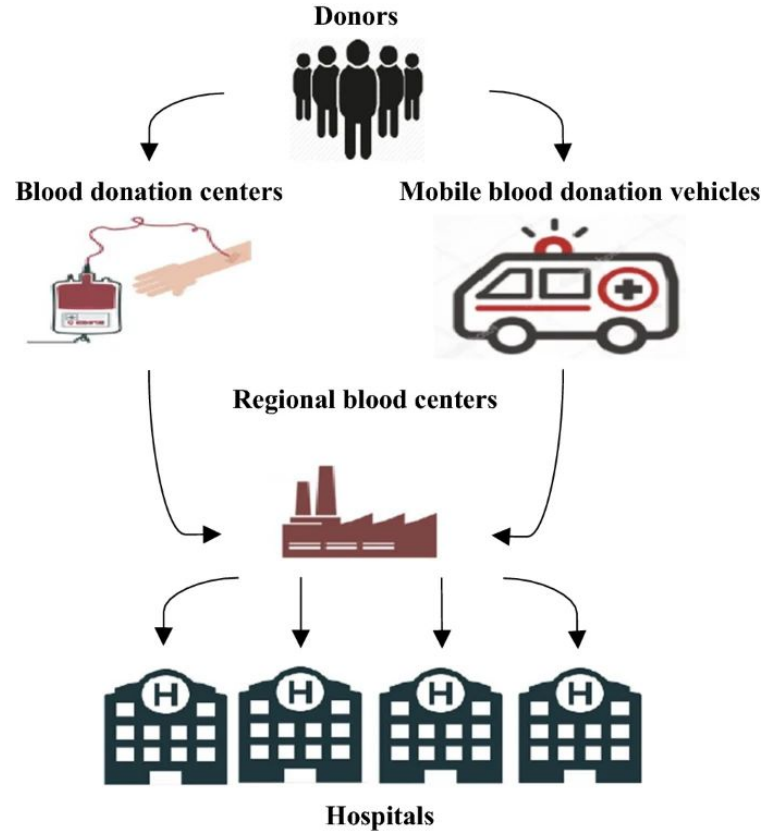 Donors
Blood donation centers
Mobile blood donation vehicles
Regional blood centers
H
H
H
H
Hospitals